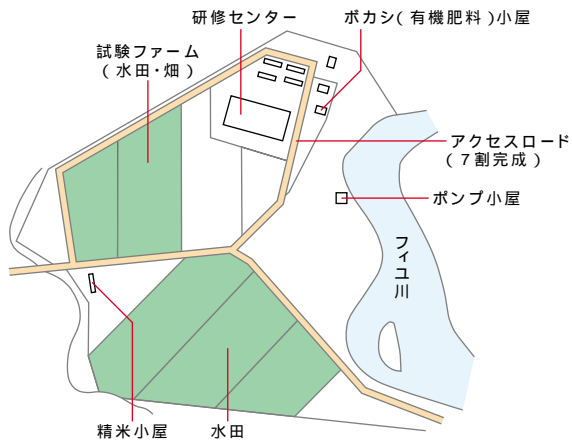 研修センター
ボカシ(有機肥料)小屋
試験ファーム
(水田・畑)
アクセスロード
(7割完成)
ポンプ小屋
フィユ川
精米小屋
水田